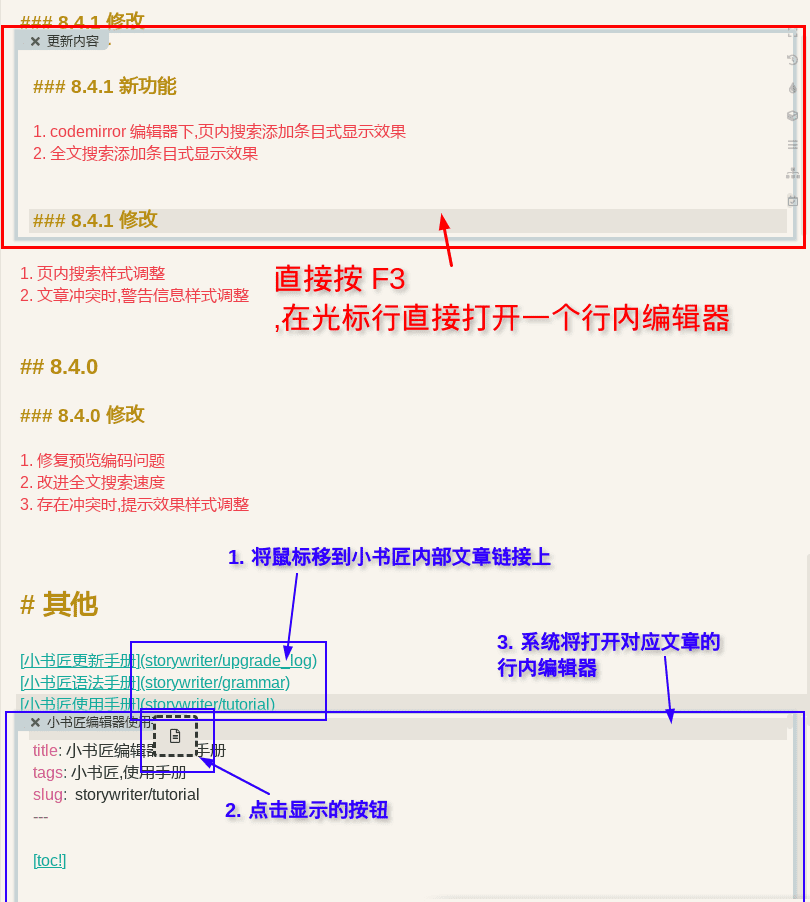 ### 8.4.1 修改
更新内容
### 8.4.1 新功能
1. codemirror 编辑器下,页内搜索添加条目式显示效果
2. 全文搜索添加条目式显示效果
### 8.4.1 修改
1. 页内搜索样式调整
2. 文章冲突时,警告信息样式调整
直接按 F3
,在光标行直接打开一个行内编辑器
## 8.4.0
### 8.4.0 修改
1. 修复预览编码问题
2. 改进全文搜索速度
3. 存在冲突时,提示效果样式调整
1. 将鼠标移到小书匠内部文章链接上
# 其他
3. 系统将打开对应文章的
行内编辑器
[小书匠更新手册](storywriter/upgrade_log)
[小书匠语法手册](storywriter/grammar)
[小书匠使用手册](storywriter/tutorial)
小书匠编辑器使用
title: 小书匠编辑 手册
tags: 小书匠,使用手册
slug: storywriter/tutorial
---
2. 点击显示的按钮
[toc!]